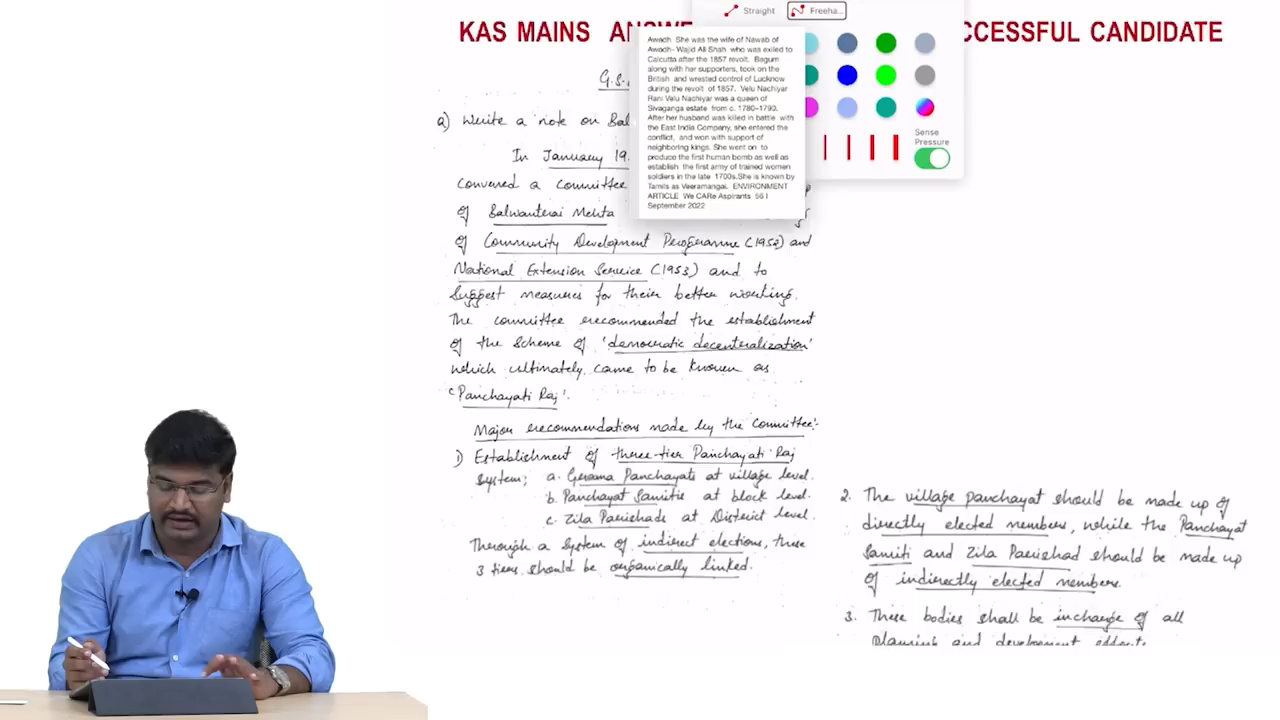 KAS MAINS AN
CCESSFUL CANDIDATE
Straight
Freeha...
Sense
Pressure
Awadh She was the wife of Nawab of
Awadh- Wajid Ali Shah who was exiled to
Calcutta after the 1857 revolt. Begum
along with her supporters, took on the
British and wrested control of Lucknow
during the revolt of 1857. Velu Nachiyar
Rani Velu Nachiyar was a queen of
Sivaganga estate from c. 1780–1790.
After her husband was killed in battle with
the East India Company, she entered the
conflict, and won with support of
neighboring kings. She went on to
produce the first human bomb as well as
establish the first army of trained women
soldiers in the late 1700s.She is known by
Tamils as Veeramangai. ENVIRONMENT
ARTICLE We CARe Aspirants 56 I
September 2022
G.S.
a) Write a note on Bal
In January 19
Convened a committee
of Balwantrai Mehta
of Community Development Programme (1952) and
National Extension Service (1953) and to
suggest measures for their better working.
The committee recommended the establishment
of the scheme of 'democratic decentralization'
which ultimately came to be known as
'Panchayati Raj'.
Major recommendations made by the Committee:-
1) Establishment of three-tier Panchayati Raj
system; a. Grama Panchayats at village level.
b. Panchayat Samitis at block level.
c. Zila Parishads at District level.
Through a system of indirect elections, these
3 tiers should be organically linked.
2. The village panchayat should be made up of
directly elected members, while the Panchayat
Samiti and Zila Parishad should be made up
of indirectly elected members.
3. These bodies shall be incharge of all
planning and development efforts